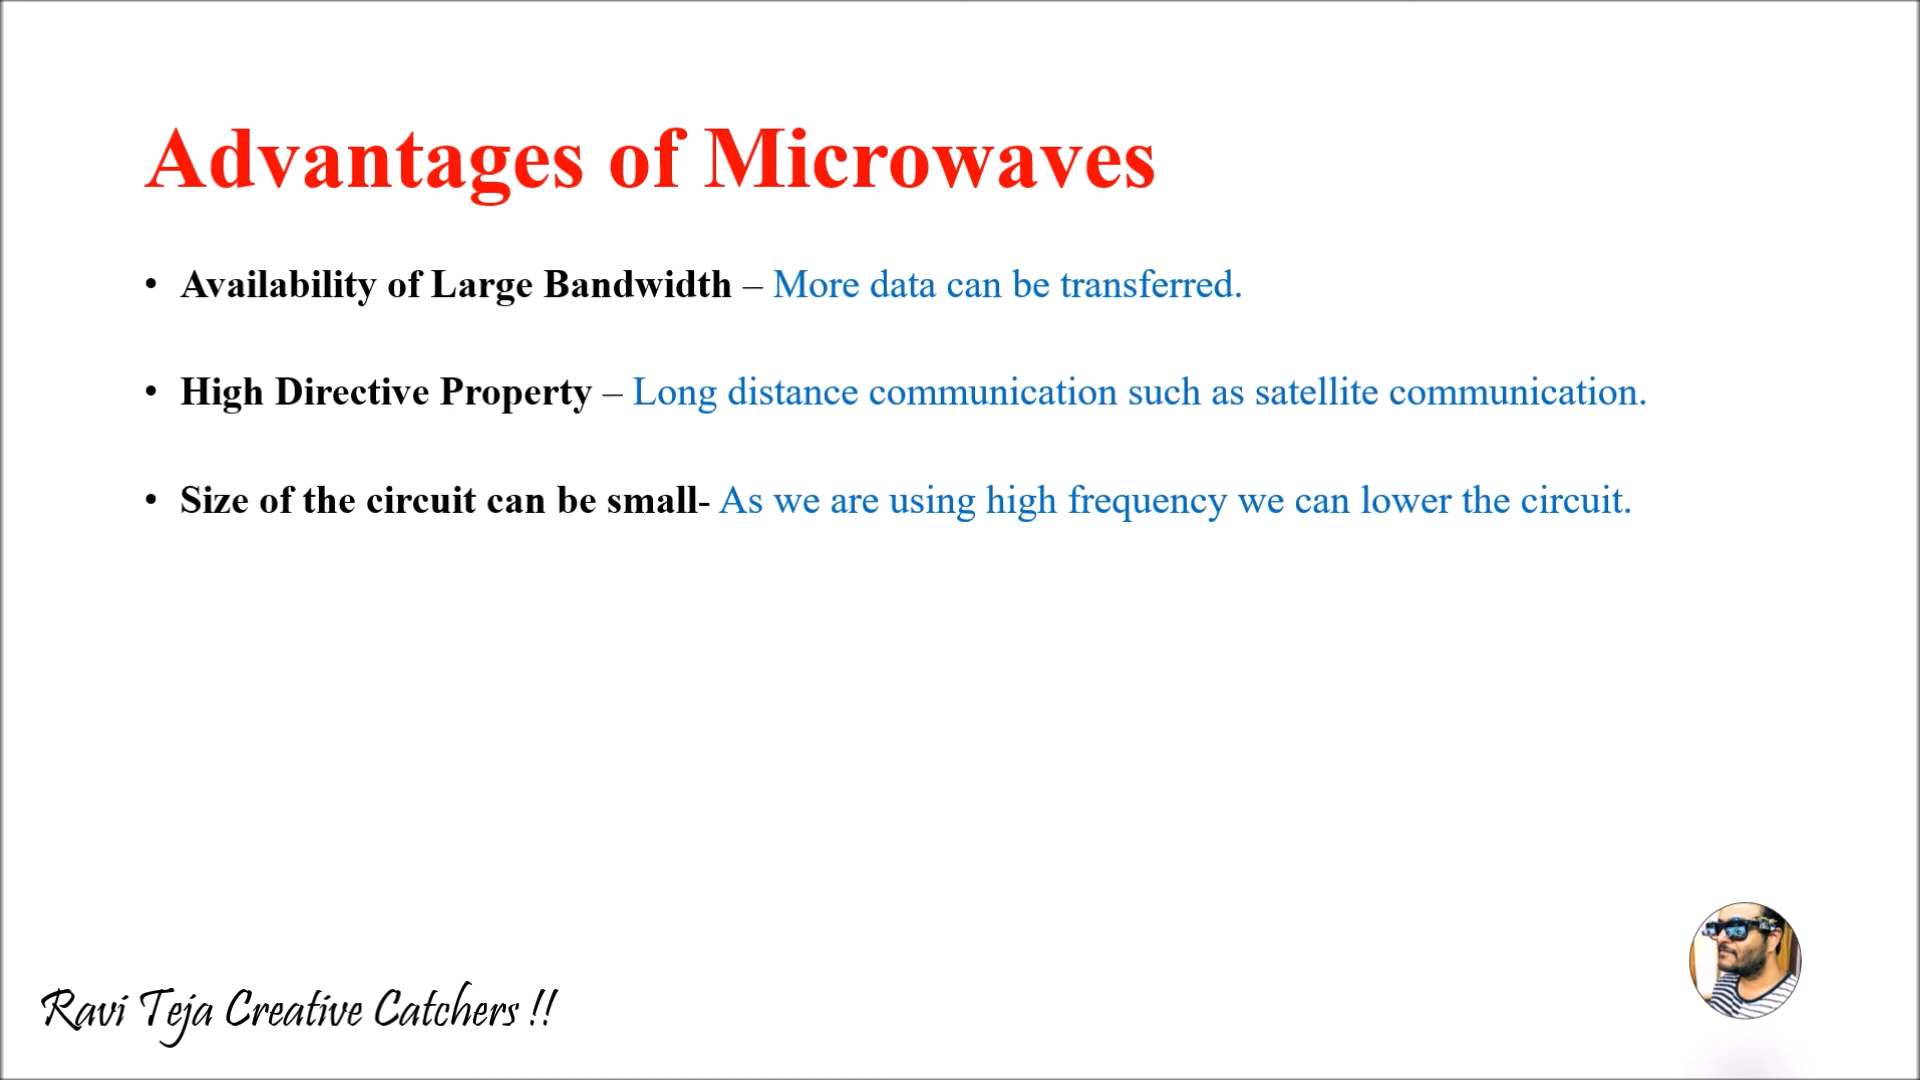 Advantages of Microwaves
• Availability of Large Bandwidth – More data can be transferred.
• High Directive Property – Long distance communication such as satellite communication.
• Size of the circuit can be small- As we are using high frequency we can lower the circuit.
Ravi Teja Creative Catchers !!